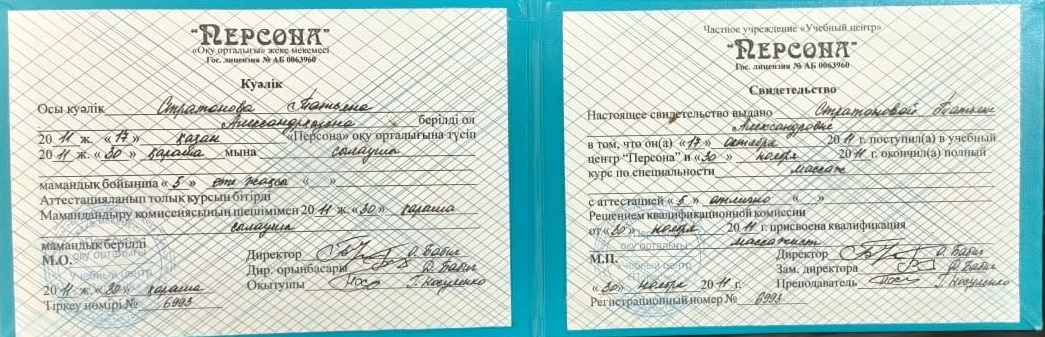 "ПЕРСОНА"
«Оқу орталығы» жеке мекемесі
Гос. лицензия № АБ 0063960
Куәлік
Осы куәлік Стратонова Татьяна
Александровна берілді ол
20 11 ж. «17» қазан «Персона» оқу орталығына түсіп
20 11 ж. «30» қараша мына сылаушы
мамандық бойынша « 5 » өте жақсы « »
Аттестацияланып толық курсын бітірді
Мамандандыру комиссиясының шешімімен 20 11 ж. «30» қараша
сылаушы
мамандық берілді
М.О.
Директор О. Бабич
Дир. орынбасары О. Бабич
Оқытушы Г. Носуленко
20 11 ж. «30» қараша
Тіркеу нөмірі № 6993
Частное учреждение «Учебный центр»
"ПЕРСОНА"
Гос. лицензия № АБ 0063960
Свидетельство
Настоящее свидетельство выдано Стратоновой Татьяне
Александровне
в том, что он(а) «17» октября 20 11 г. поступил(а) в учебный
центр "Персона" и «30» ноября 20 11 г. окончил(а) полный
курс по специальности массаж
с аттестацией « 5 » отлично « »
Решением квалификационной комиссии
от «30» ноября 20 11 г. присвоена квалификация
массажист
М.П.
Директор О. Бабич
Зам. директора О. Бабич
Преподаватель Г. Носуленко
«30» ноября 20 11 г.
Регистрационный номер № 6993